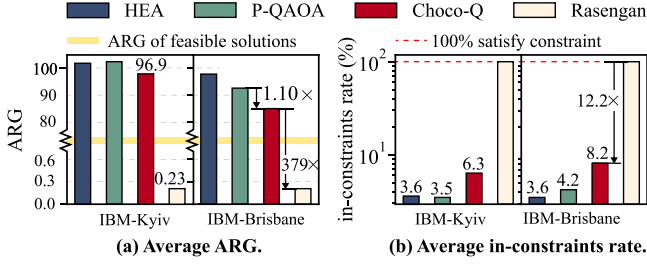 HEA P-QAOA Choco-Q Rasengan
ARG of feasible solutions
100% satisfy constraint
ARG
100
90
80
0.6
0.3
0.0
96.9
0.23
1.10×
379×
IBM-Kyiv IBM-Brisbane
(a) Average ARG.
in-constraints rate (%)
10²
10¹
3.6 3.5 6.3
3.6 4.2 8.2
12.2×
IBM-Kyiv IBM-Brisbane
(b) Average in-constraints rate.